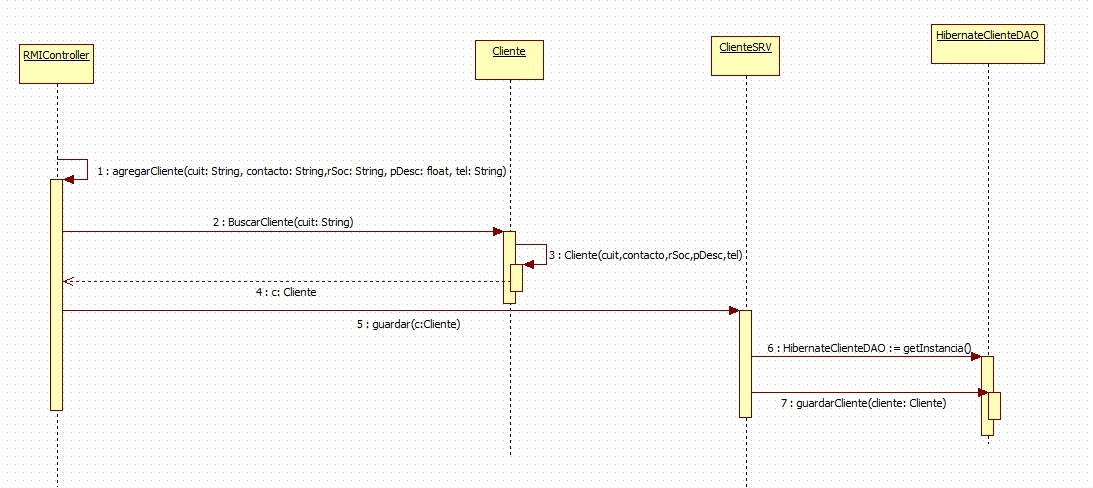 RMIController
Cliente
ClienteSRV
HibernateClienteDAO
1 : agregarCliente(cuit: String, contacto: String,rSoc: String, pDesc: float, tel: String)
2 : BuscarCliente(cuit: String)
3 : Cliente(cuit,contacto,rSoc,pDesc,tel)
4 : c: Cliente
5 : guardar(c:Cliente)
6 : HibernateClienteDAO := getInstancia()
7 : guardarCliente(cliente: Cliente)